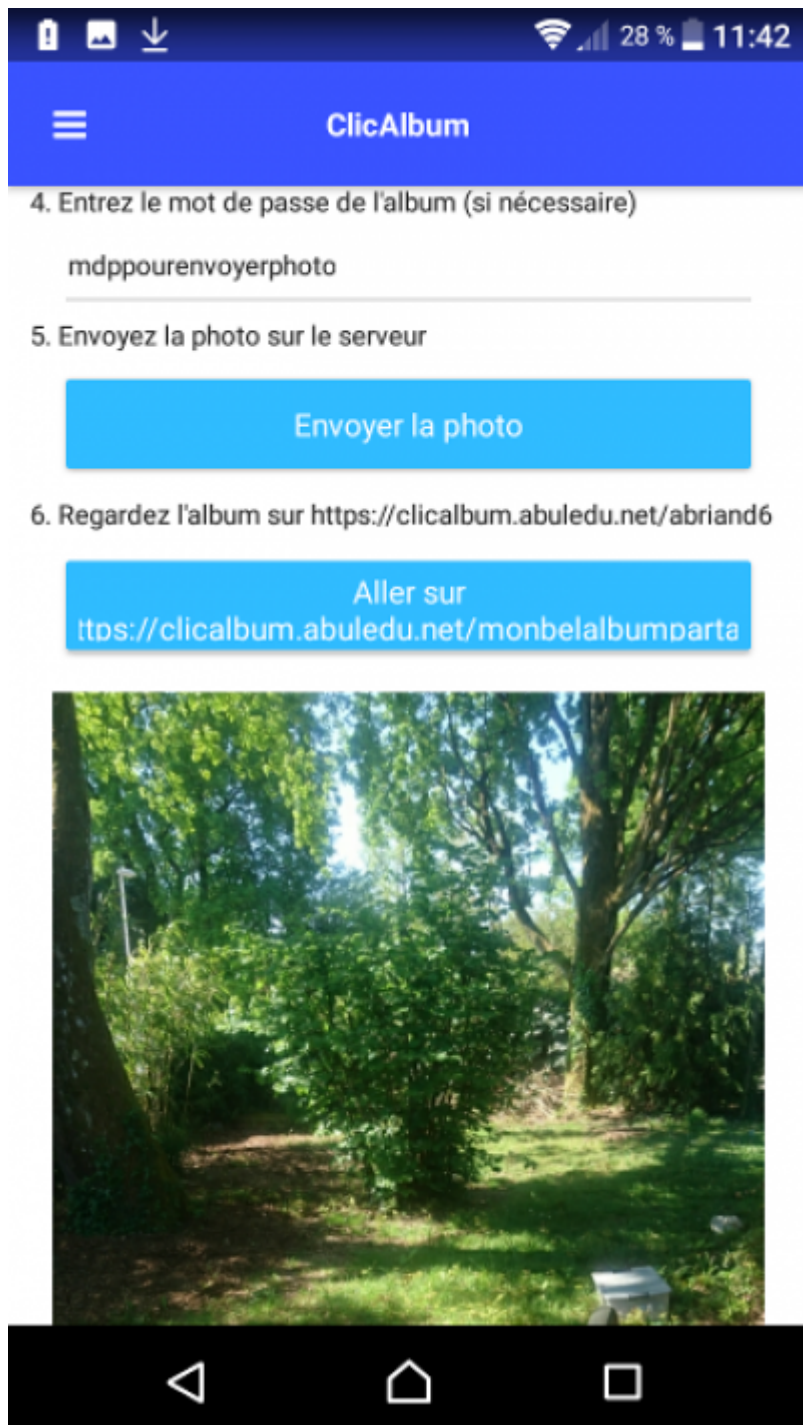 28 % 11:42
ClicAlbum
4. Entrez le mot de passe de l'album (si nécessaire)
mdppourenvoyerphoto
5. Envoyez la photo sur le serveur
Envoyer la photo
6. Regardez l'album sur https://clicalbum.abuledu.net/abriand6
Aller sur
ttps://clicalbum.abuledu.net/monbelalbumparta